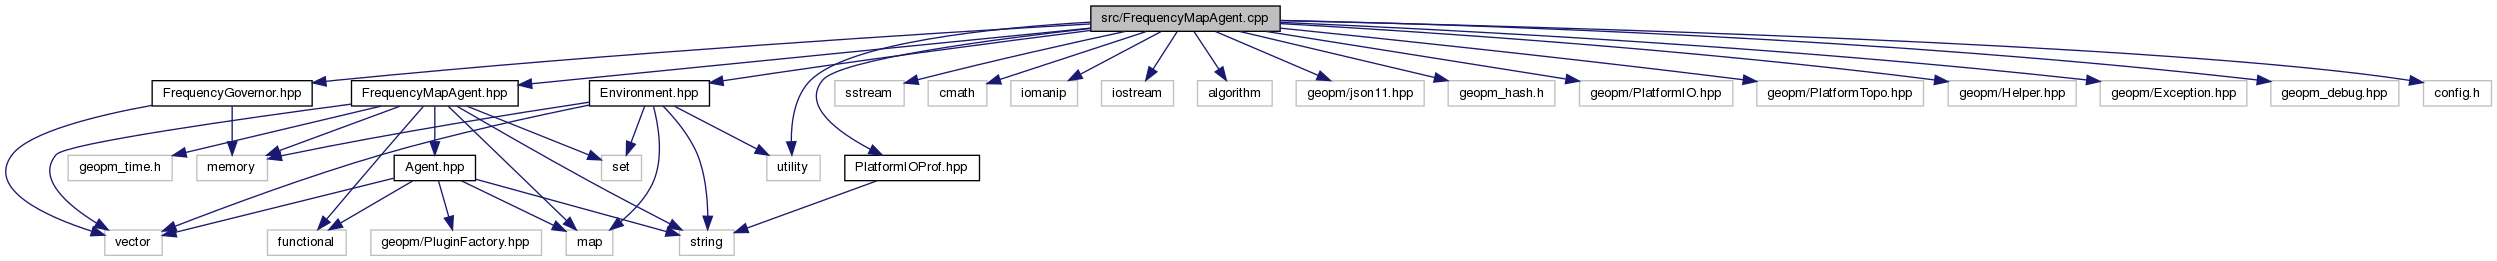 src/FrequencyMapAgent.cpp
FrequencyGovernor.hpp
FrequencyMapAgent.hpp
Environment.hpp
sstream
cmath
iomanip
iostream
algorithm
geopm/json11.hpp
geopm_hash.h
geopm/PlatformIO.hpp
geopm/PlatformTopo.hpp
geopm/Helper.hpp
geopm/Exception.hpp
geopm_debug.hpp
config.h
geopm_time.h
memory
Agent.hpp
set
utility
PlatformIOProf.hpp
vector
functional
geopm/PluginFactory.hpp
map
string